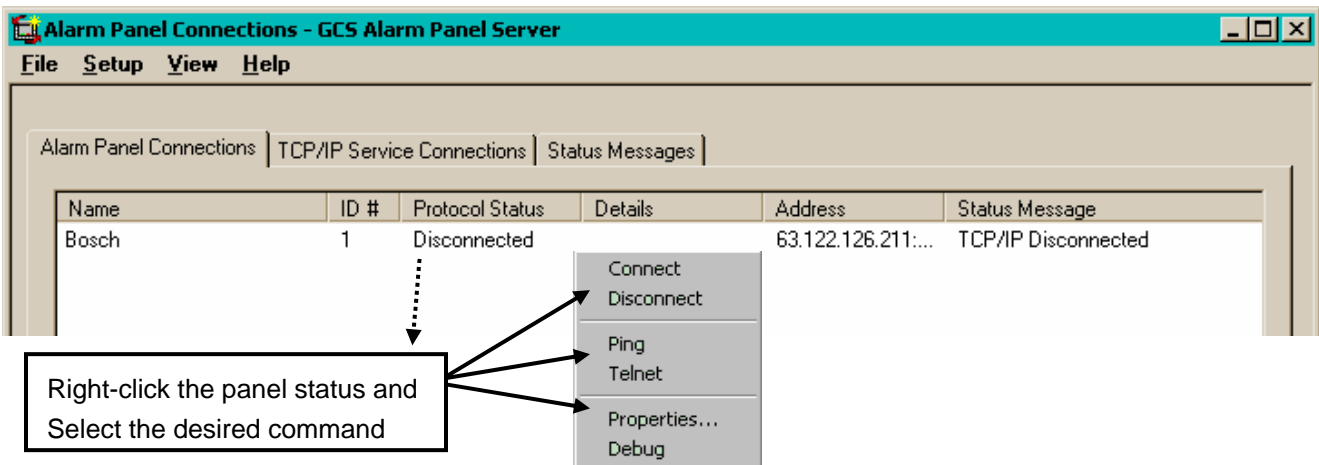 Alarm Panel Connections - GCS Alarm Panel Server
File Setup View Help
Alarm Panel Connections TCP/IP Service Connections Status Messages
Name ID # Protocol Status Details Address Status Message
Bosch 1 Disconnected 63.122.126.211:... TCP/IP Disconnected
Connect
Disconnect
Ping
Telnet
Properties...
Debug
Right-click the panel status and
Select the desired command